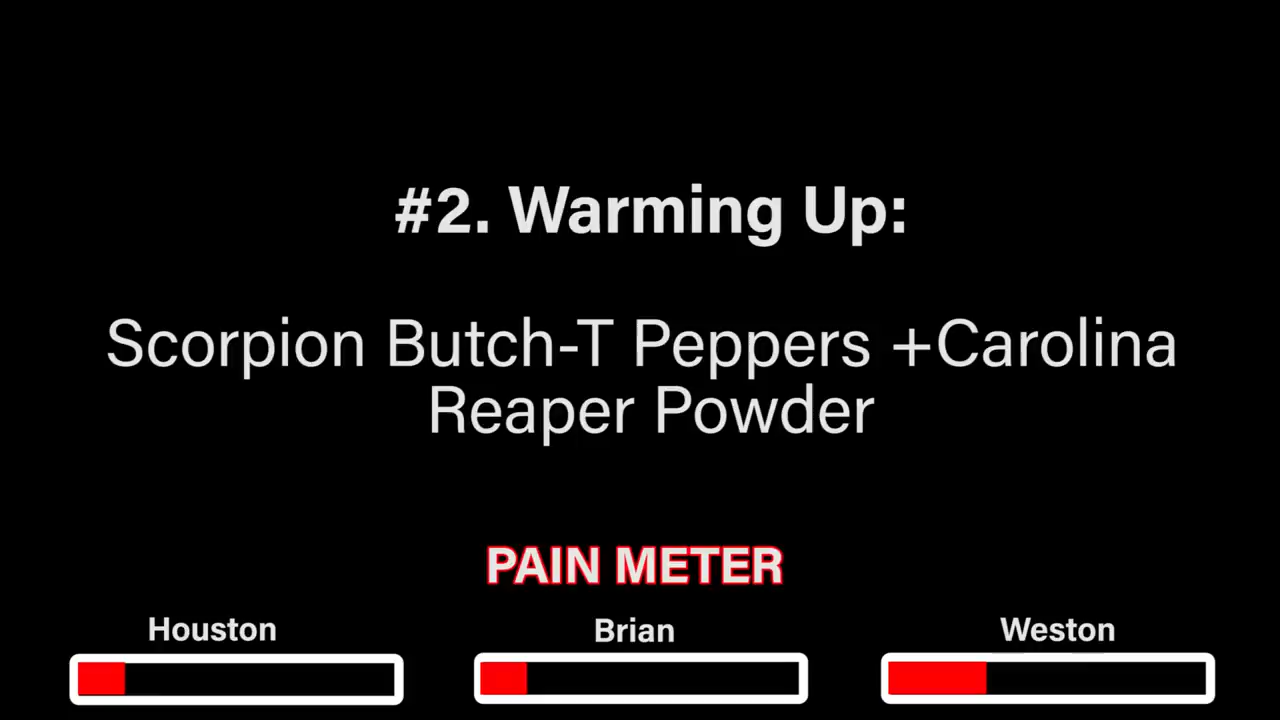 #2. Warming Up:
Scorpion Butch-T Peppers +Carolina
Reaper Powder
PAIN METER
Houston
Brian
Weston